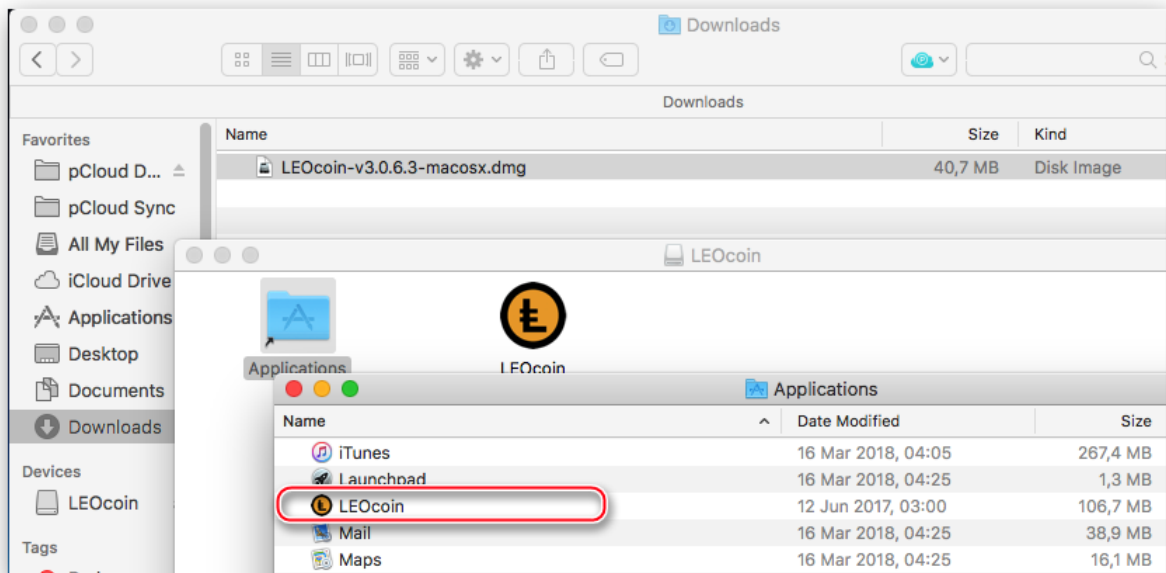 Downloads
Downloads
Name Size Kind
LEOcoin-v3.0.6.3-macosx.dmg 40,7 MB Disk Image
Favorites
pCloud D...
pCloud Sync
All My Files
iCloud Drive
Applications
Desktop
Documents
Downloads
Devices
LEOcoin
Tags
LEOcoin
Applications
LEOcoin
Applications
Name Date Modified Size
iTunes 16 Mar 2018, 04:05 267,4 MB
Launchpad 16 Mar 2018, 04:25 1,3 MB
LEOcoin 12 Jun 2017, 03:00 106,7 MB
Mail 16 Mar 2018, 04:25 38,9 MB
Maps 16 Mar 2018, 04:25 16,1 MB